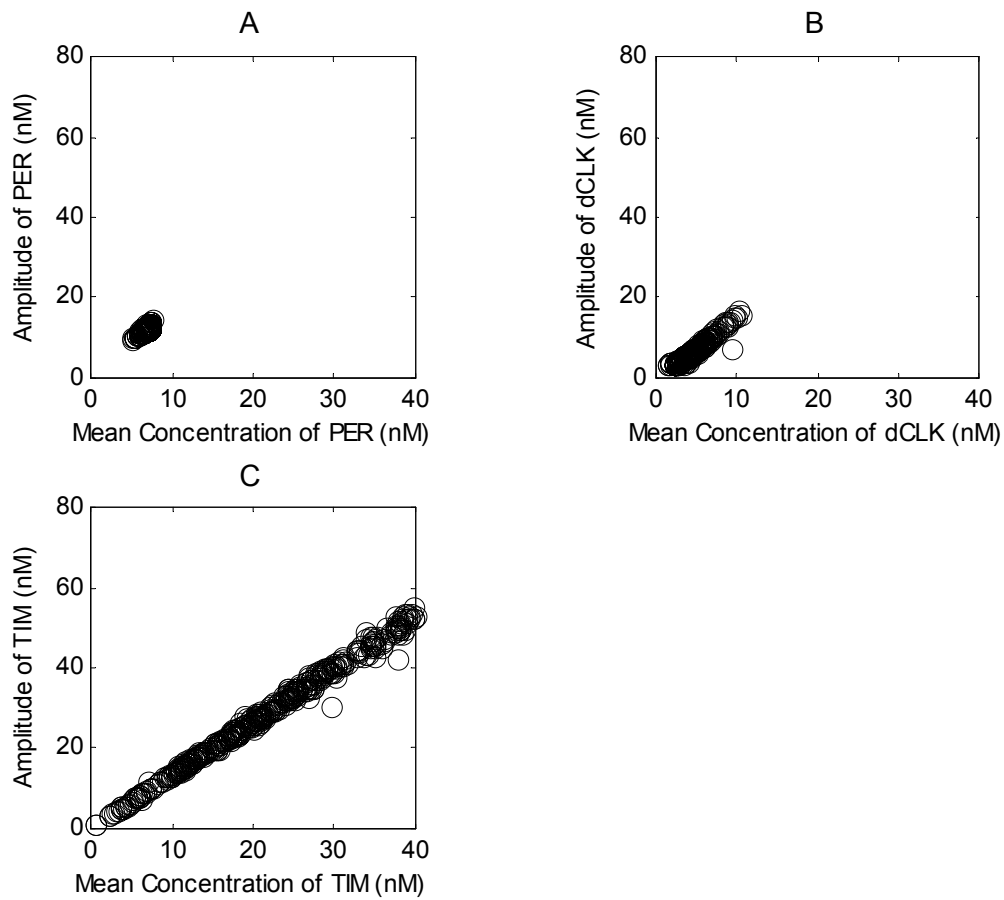 A
80
60
40
20
0
Amplitude of PER (nM)
0 10 20 30 40
Mean Concentration of PER (nM)
B
80
60
40
20
0
Amplitude of dCLK (nM)
0 10 20 30 40
Mean Concentration of dCLK (nM)
C
80
60
40
20
0
Amplitude of TIM (nM)
0 10 20 30 40
Mean Concentration of TIM (nM)